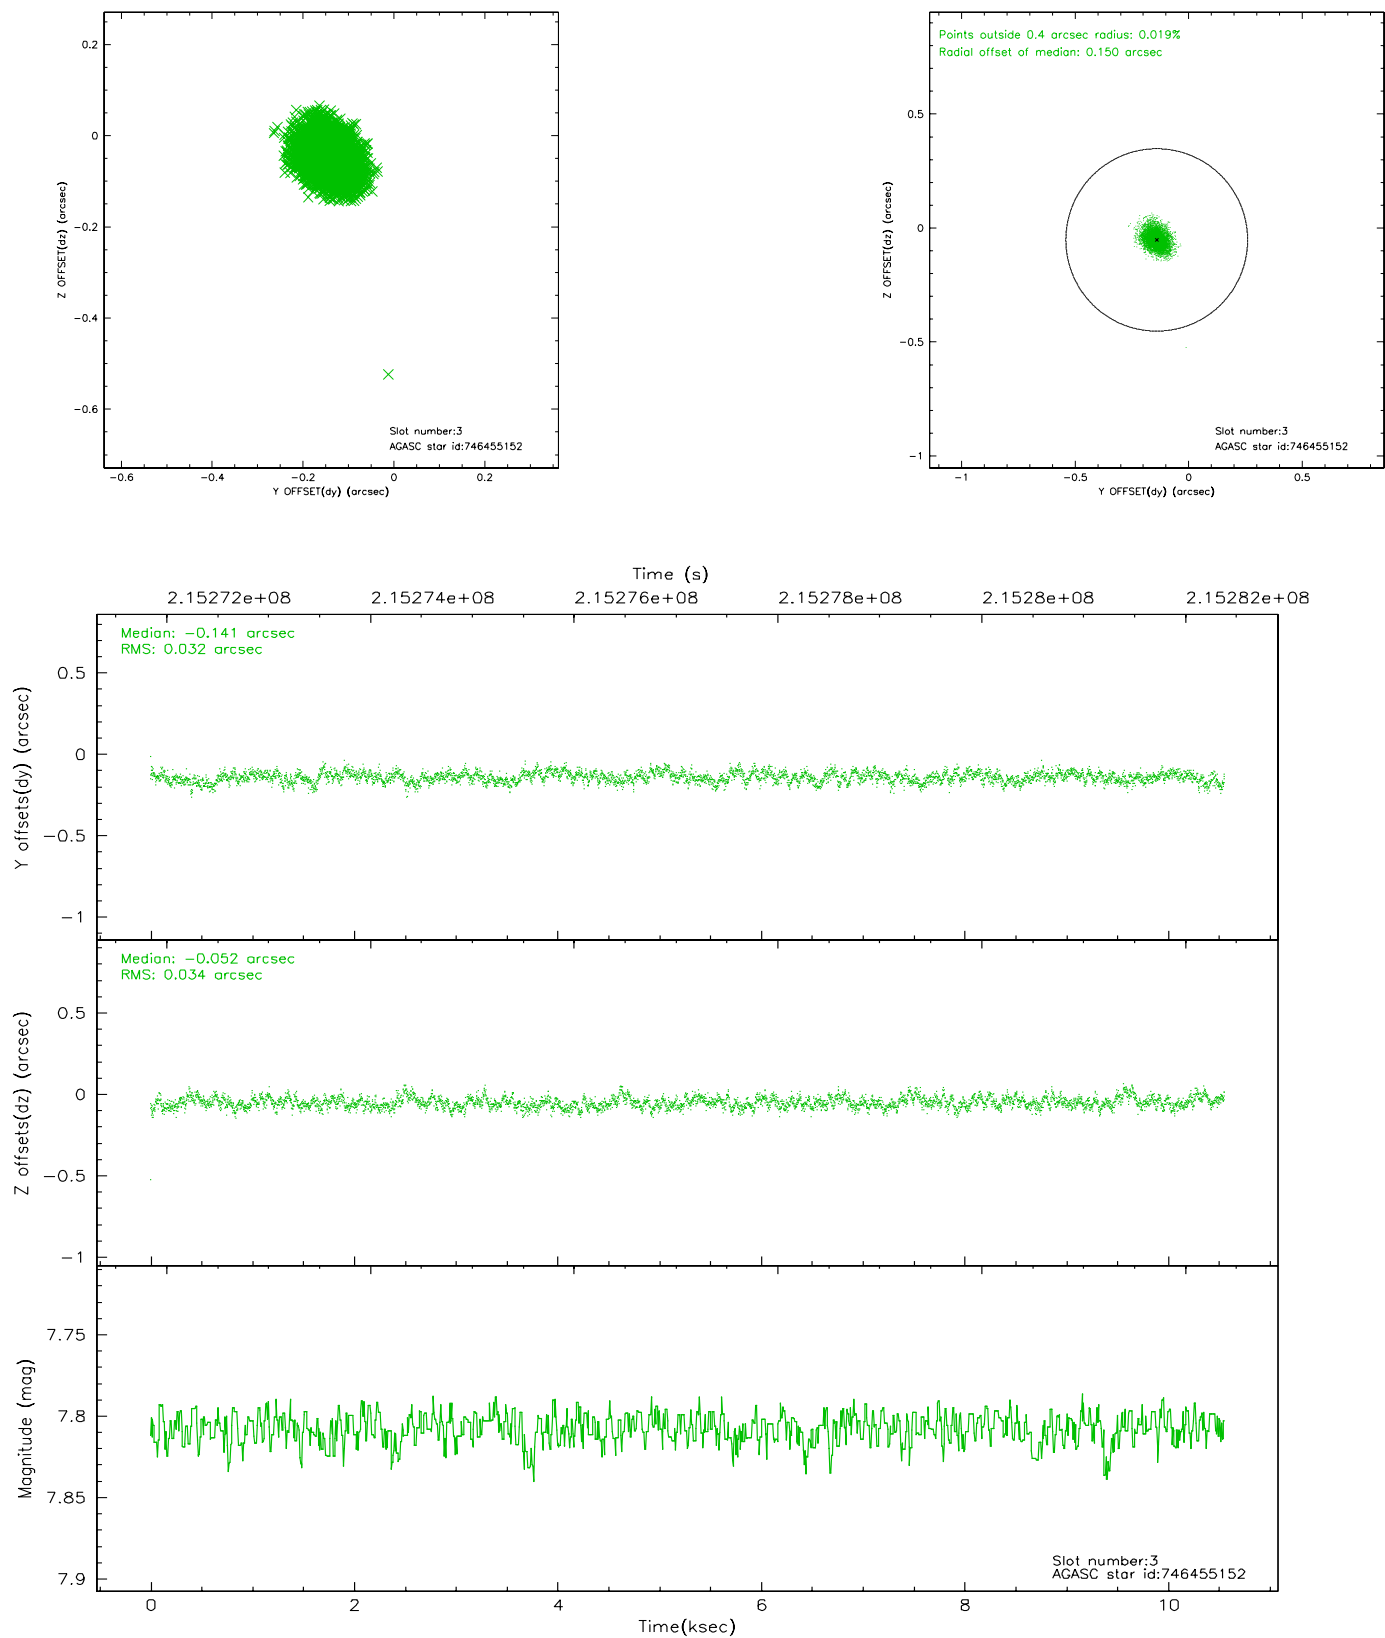 0.2
0
−0.2
−0.4
−0.6
Z OFFSET(dz) (arcsec)
Slot number:3
AGASC star id:746455152
−0.6 −0.4 −0.2 0 0.2
Y OFFSET(dy) (arcsec)
Points outside 0.4 arcsec radius: 0.019%
Radial offset of median: 0.150 arcsec
0.5
0
−0.5
−1
Z OFFSET(dz) (arcsec)
Slot number:3
AGASC star id:746455152
−1 −0.5 0 0.5
Y OFFSET(dy) (arcsec)
Time (s)
2.15272e+08 2.15274e+08 2.15276e+08 2.15278e+08 2.1528e+08 2.15282e+08
Median: −0.141 arcsec
RMS: 0.032 arcsec
0.5
0
−0.5
−1
Y offsets(dy) (arcsec)
Median: −0.052 arcsec
RMS: 0.034 arcsec
0.5
0
−0.5
−1
Z offsets(dz) (arcsec)
7.75
7.8
7.85
7.9
Magnitude (mag)
Slot number:3
AGASC star id:746455152
0 2 4 6 8 10
Time(ksec)